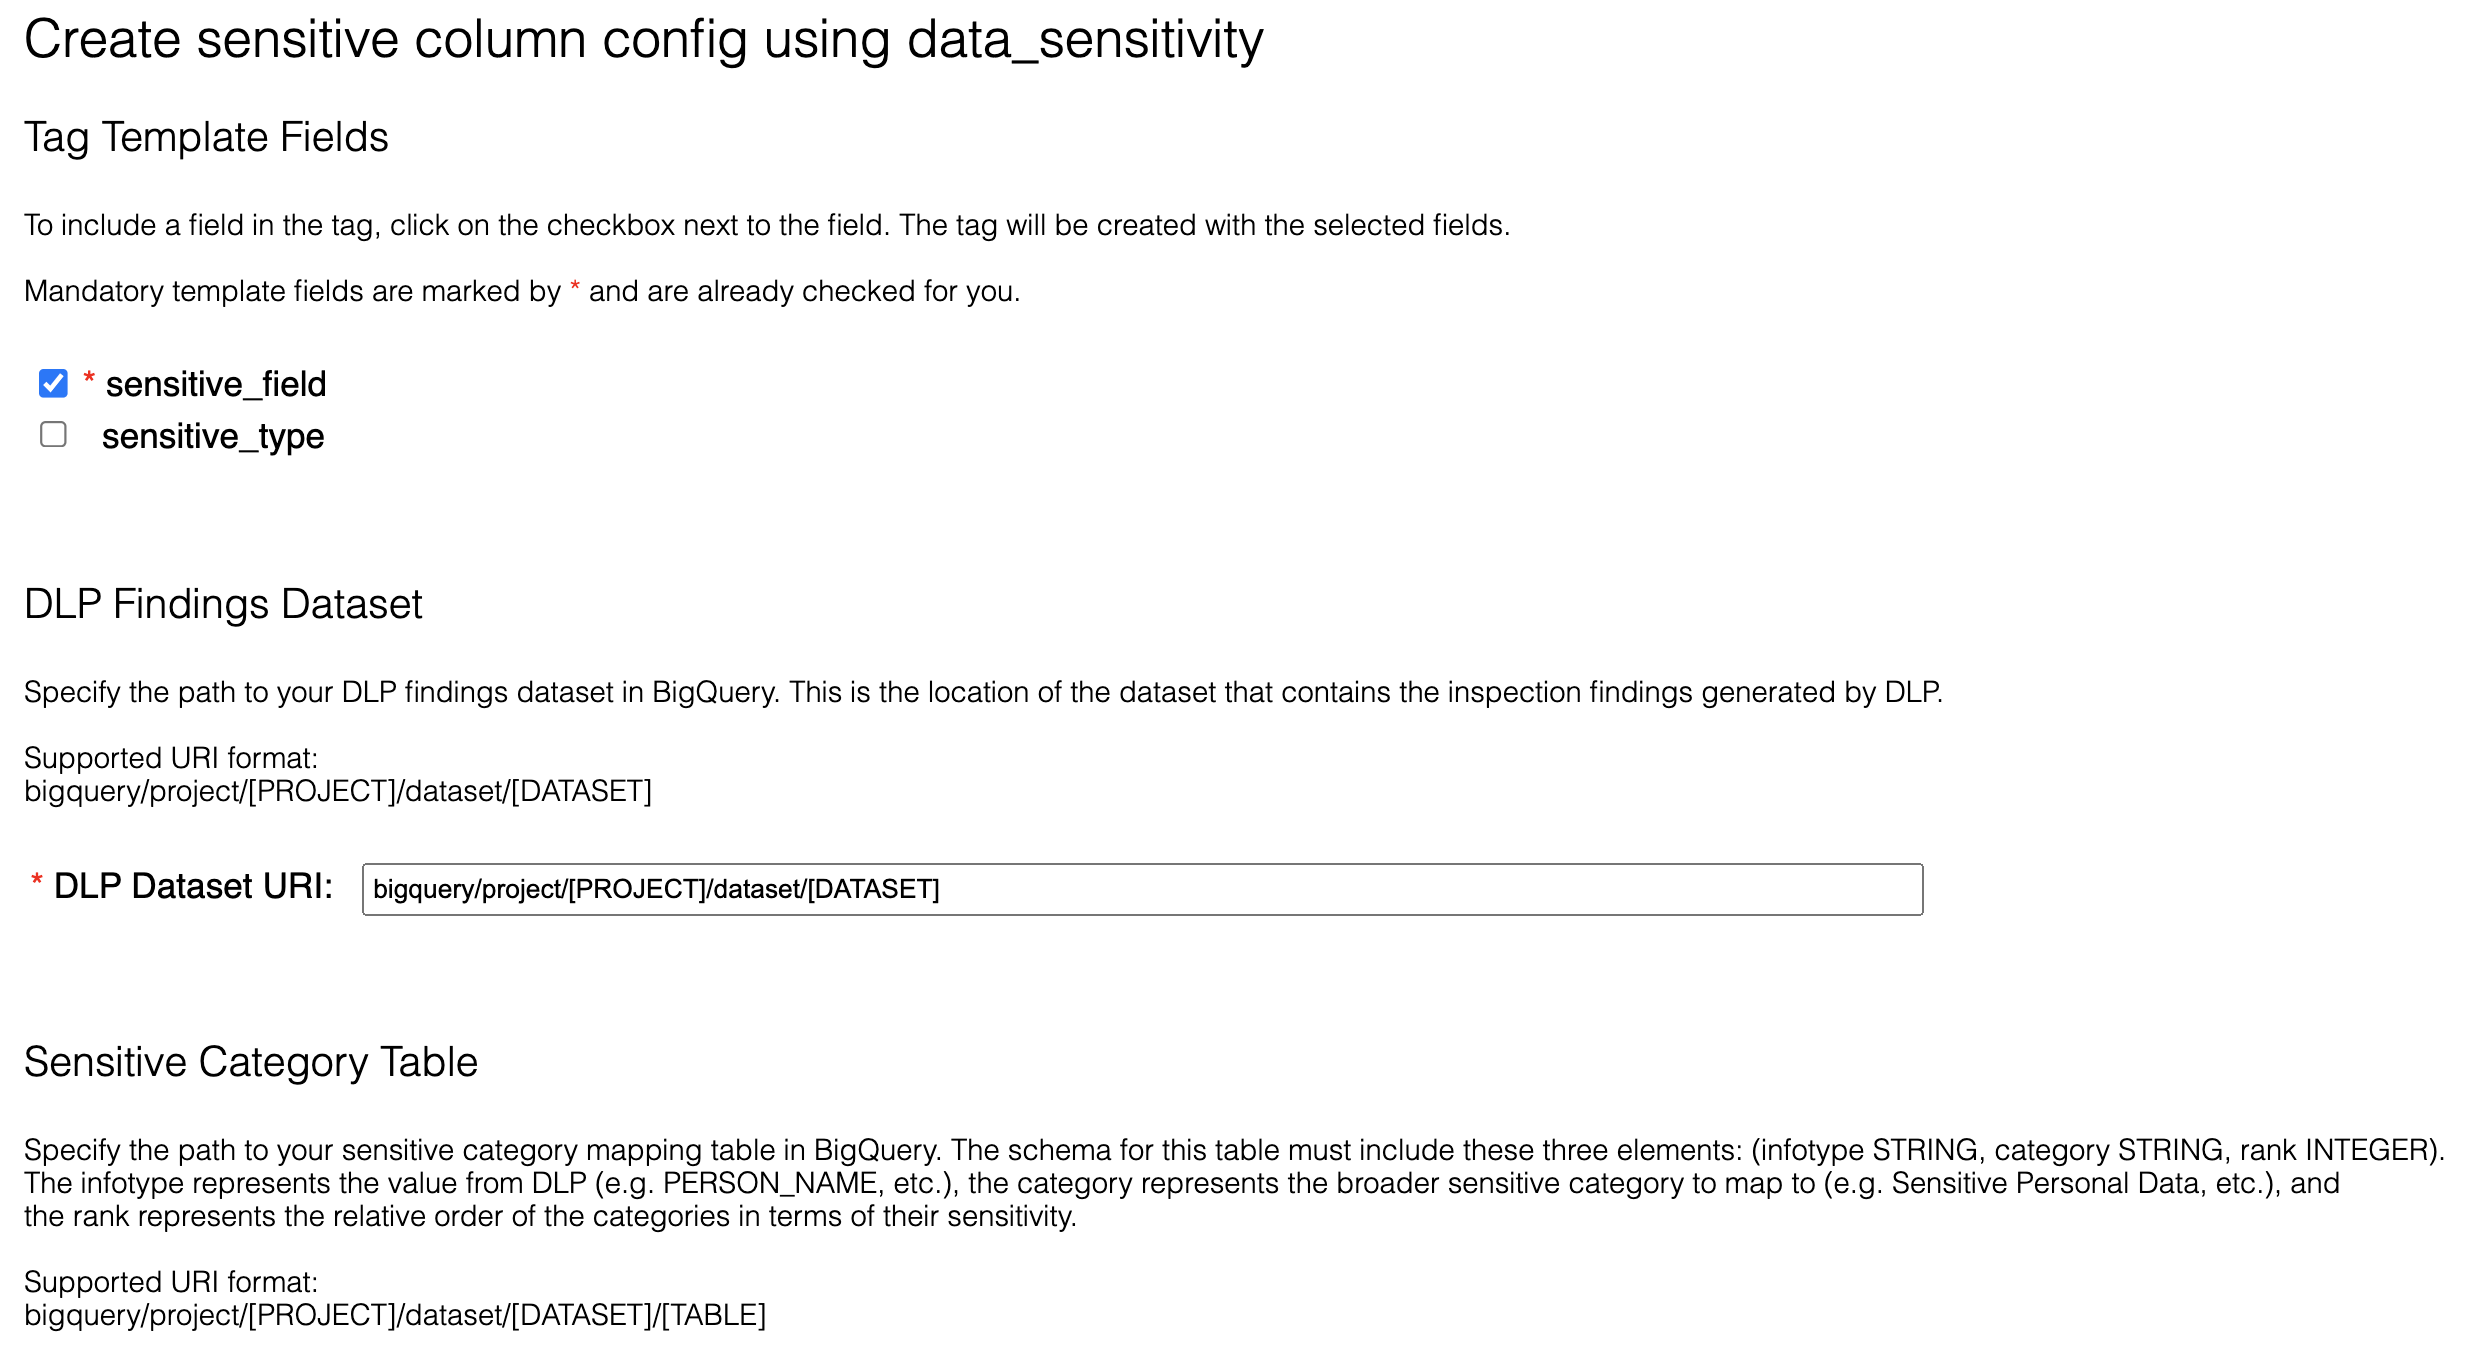 Create sensitive column config using data_sensitivity
Tag Template Fields
To include a field in the tag, click on the checkbox next to the field. The tag will be created with the selected fields.
Mandatory template fields are marked by * and are already checked for you.
* sensitive_field
sensitive_type
DLP Findings Dataset
Specify the path to your DLP findings dataset in BigQuery. This is the location of the dataset that contains the inspection findings generated by DLP.
Supported URI format:
bigquery/project/[PROJECT]/dataset/[DATASET]
* DLP Dataset URI: bigquery/project/[PROJECT]/dataset/[DATASET]
Sensitive Category Table
Specify the path to your sensitive category mapping table in BigQuery. The schema for this table must include these three elements: (infotype STRING, category STRING, rank INTEGER).
The infotype represents the value from DLP (e.g. PERSON_NAME, etc.), the category represents the broader sensitive category to map to (e.g. Sensitive Personal Data, etc.), and
the rank represents the relative order of the categories in terms of their sensitivity.
Supported URI format:
bigquery/project/[PROJECT]/dataset/[DATASET]/[TABLE]